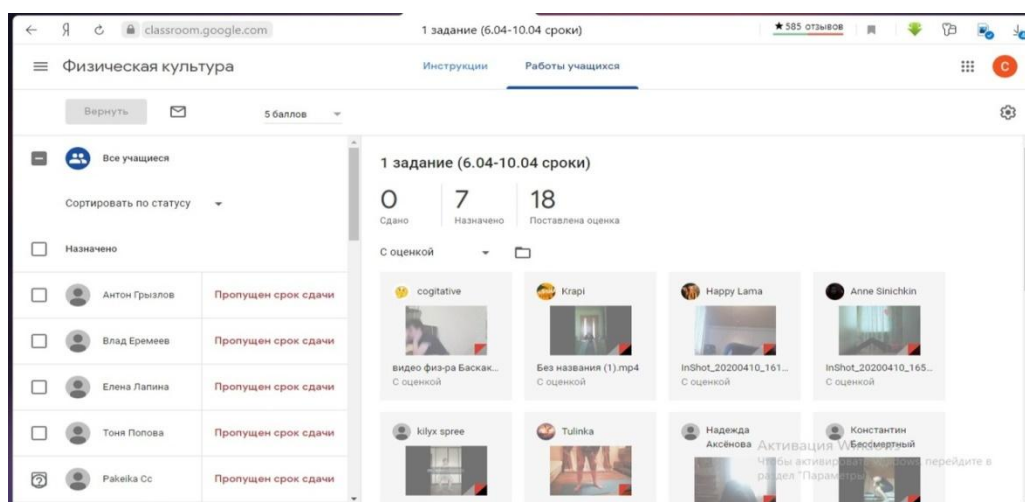 classroom.google.com
1 задание (6.04-10.04 сроки)
★ 585 отзывов
Физическая культура
Инструкции
Работы учащихся
С
Вернуть
5 баллов
Все учащиеся
Сортировать по статусу
Назначено
Антон Грызлов
Пропущен срок сдачи
Влад Еремеев
Пропущен срок сдачи
Елена Лапина
Пропущен срок сдачи
Тоня Попова
Пропущен срок сдачи
Pakeika Cc
Пропущен срок сдачи
1 задание (6.04-10.04 сроки)
0
Сдано
7
Назначено
18
Поставлена оценка
С оценкой
cogitative
видео физ-ра Баскак...
С оценкой
Krapi
Без названия (1).mp4
С оценкой
Happy Lama
InShot_20200410_161...
С оценкой
Anne Sinichkin
InShot_20200410_165...
С оценкой
kilyx spree
Tulinka
Надежда
Аксёнова
Константин
Бессмертный
Активация Windows
Чтобы активировать Windows, перейдите в
раздел "Параметры